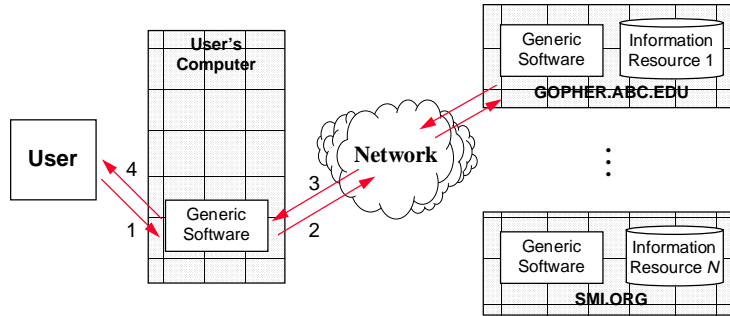 User
4
1
User's
Computer
Generic
Software
3
2
Network
Generic
Software
Information
Resource 1
GOPHER.ABC.EDU
Generic
Software
Information
Resource N
SMI.ORG